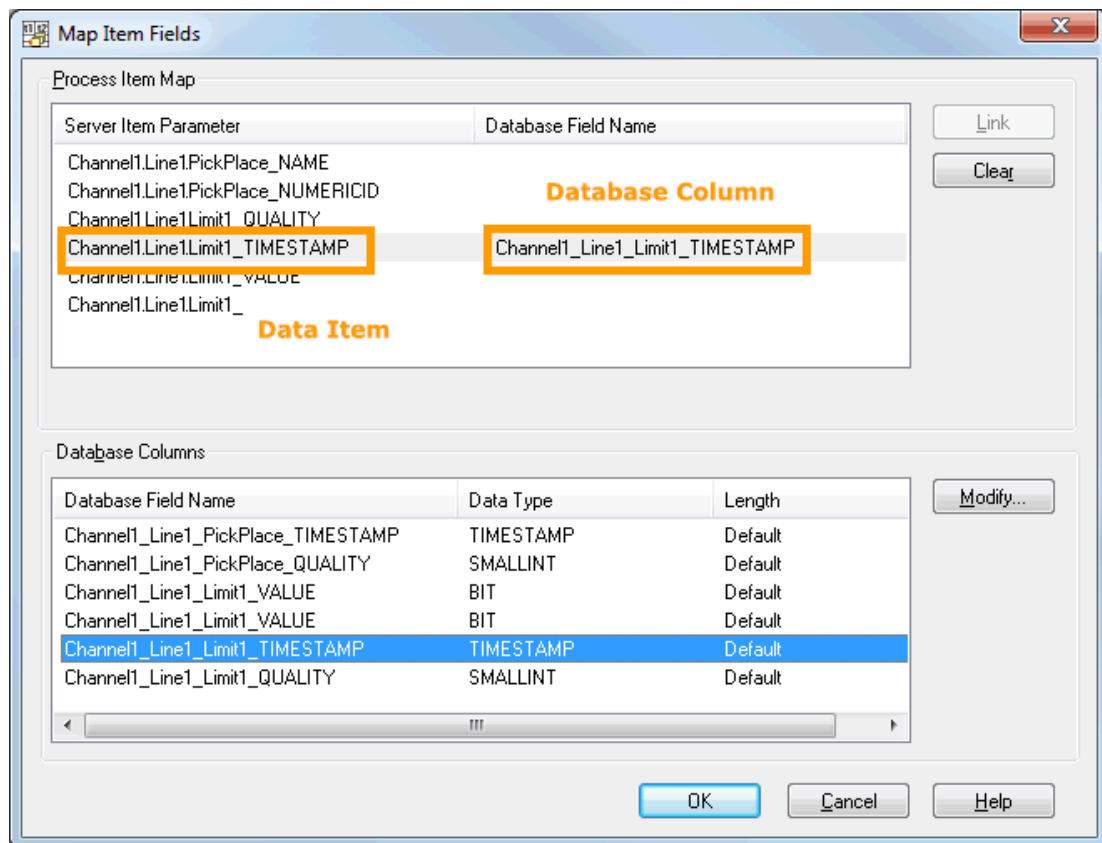 Map Item Fields
Process Item Map
Server Item Parameter Database Field Name
Link
Channel1.Line1.PickPlace_NAME
Clear
Channel1.Line1.PickPlace_NUMERICID
Database Column
Channel1.Line1.Limit1_QUALITY
Channel1.Line1.Limit1_TIMESTAMP Channel1_Line1_Limit1_TIMESTAMP
Channel1.Line1.Limit1_VALUE
Channel1.Line1.Limit1_
Data Item
Database Columns
Database Field Name Data Type Length
Modify...
Channel1_Line1_PickPlace_TIMESTAMP TIMESTAMP Default
Channel1_Line1_PickPlace_QUALITY SMALLINT Default
Channel1_Line1_Limit1_VALUE BIT Default
Channel1_Line1_Limit1_VALUE BIT Default
Channel1_Line1_Limit1_TIMESTAMP TIMESTAMP Default
Channel1_Line1_Limit1_QUALITY SMALLINT Default
OK Cancel Help